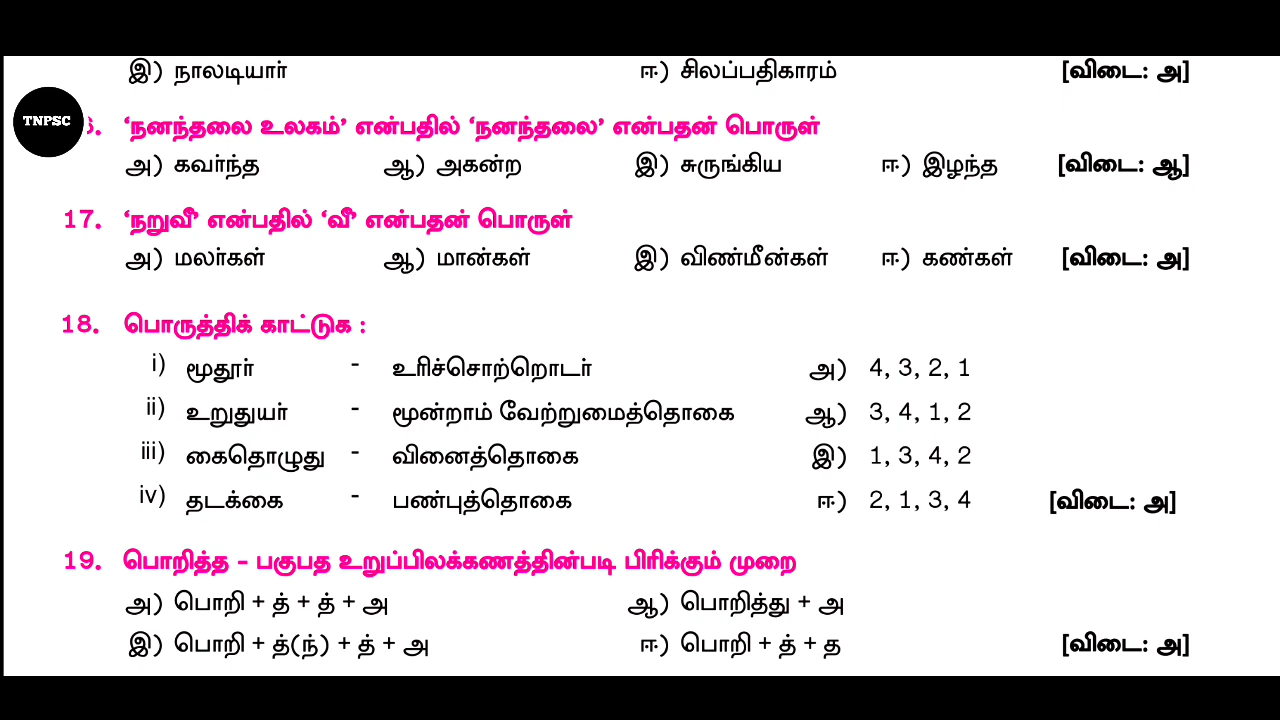 இ) நாலடியார் ஈ) சிலப்பதிகாரம் [விடை: அ]
TNPSC
6. ‘நனந்தலை உலகம்’ என்பதில் ‘நனந்தலை’ என்பதன் பொருள்
அ) கவர்ந்த ஆ) அகன்ற இ) சுருங்கிய ஈ) இழந்த [விடை: ஆ]
17. ‘நறுவீ’ என்பதில் ‘வீ’ என்பதன் பொருள்
அ) மலர்கள் ஆ) மான்கள் இ) விண்மீன்கள் ஈ) கண்கள் [விடை: அ]
18. பொருத்திக் காட்டுக :
i) மூதூர் - உரிச்சொற்றொடர் அ) 4, 3, 2, 1
ii) உறுதுயர் - மூன்றாம் வேற்றுமைத்தொகை ஆ) 3, 4, 1, 2
iii) கைதொழுது - வினைத்தொகை இ) 1, 3, 4, 2
iv) தடக்கை - பண்புத்தொகை ஈ) 2, 1, 3, 4 [விடை: அ]
19. பொறித்த - பகுபத உறுப்பிலக்கணத்தின்படி பிரிக்கும் முறை
அ) பொறி + த் + த் + அ ஆ) பொறித்து + அ
இ) பொறி + த்(ந்) + த் + அ ஈ) பொறி + த் + த [விடை: அ]